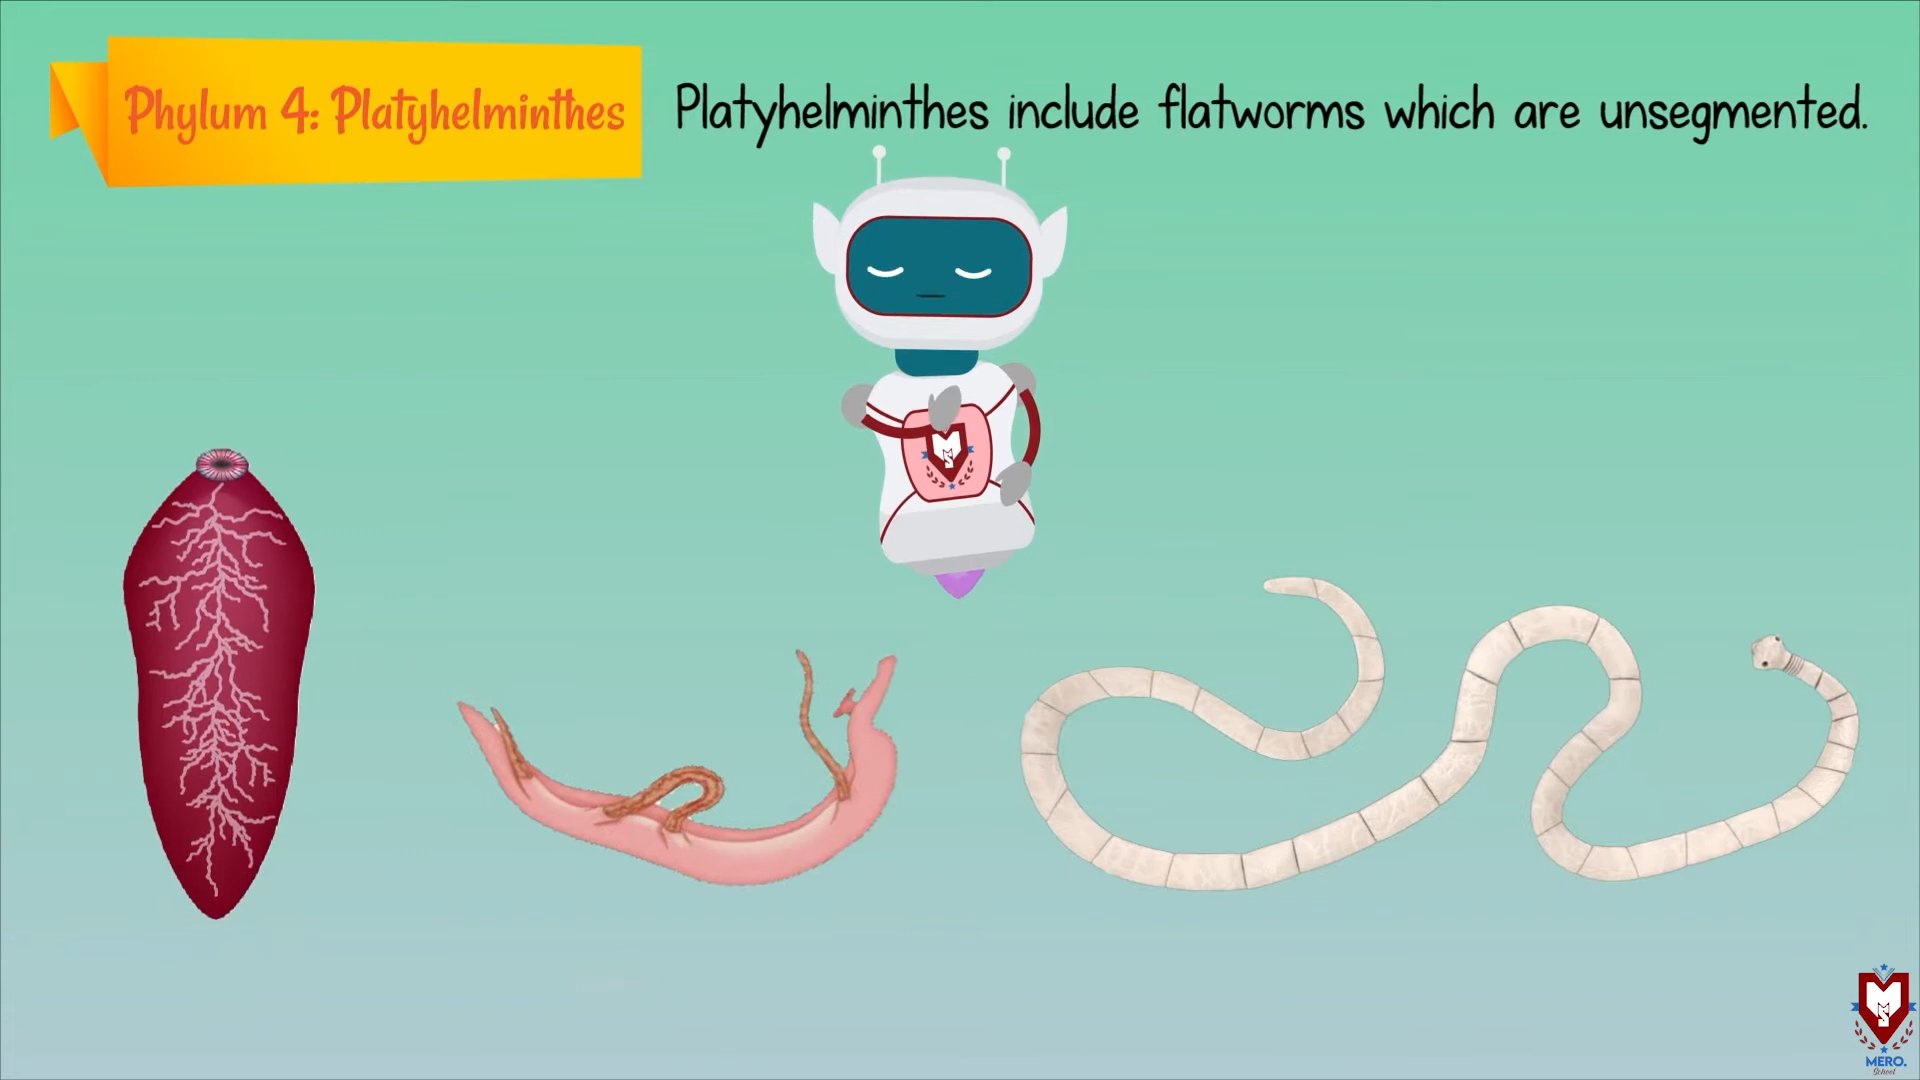 Phylum 4: Platyhelminthes
Platyhelminthes include flatworms which are unsegmented.
MERO.
School